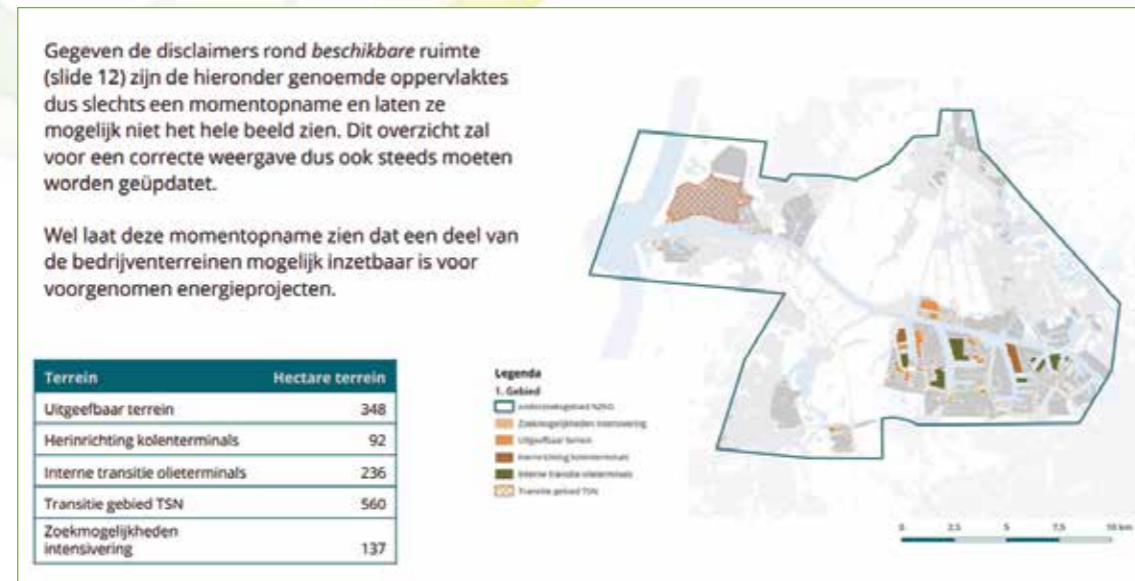 Gegeven de disclaimers rond beschikbare ruimte
(slide 12) zijn de hieronder genoemde oppervlaktes
dus slechts een momentopname en laten ze
mogelijk niet het hele beeld zien. Dit overzicht zal
voor een correcte weergave dus ook steeds moeten
worden geüpdatet.
Wel laat deze momentopname zien dat een deel van
de bedrijventerreinen mogelijk inzetbaar is voor
voorgenomen energieprojecten.
Terrein Hectare terrein
Uitgeefbaar terrein 348
Herinrichting kolenterminals 92
Interne transitie olieterminals 236
Transitie gebied TSN 560
Zoekmogelijkheden
intensivering 137
Legenda
1. Gebied
onderzoeksgebied NZKG
Zoekmogelijkheden intensivering
Uitgeefbaar terrein
Herinrichting kolenterminals
Interne transitie olieterminals
Transitie gebied TSN
0 2,5 5 7,5 10 km